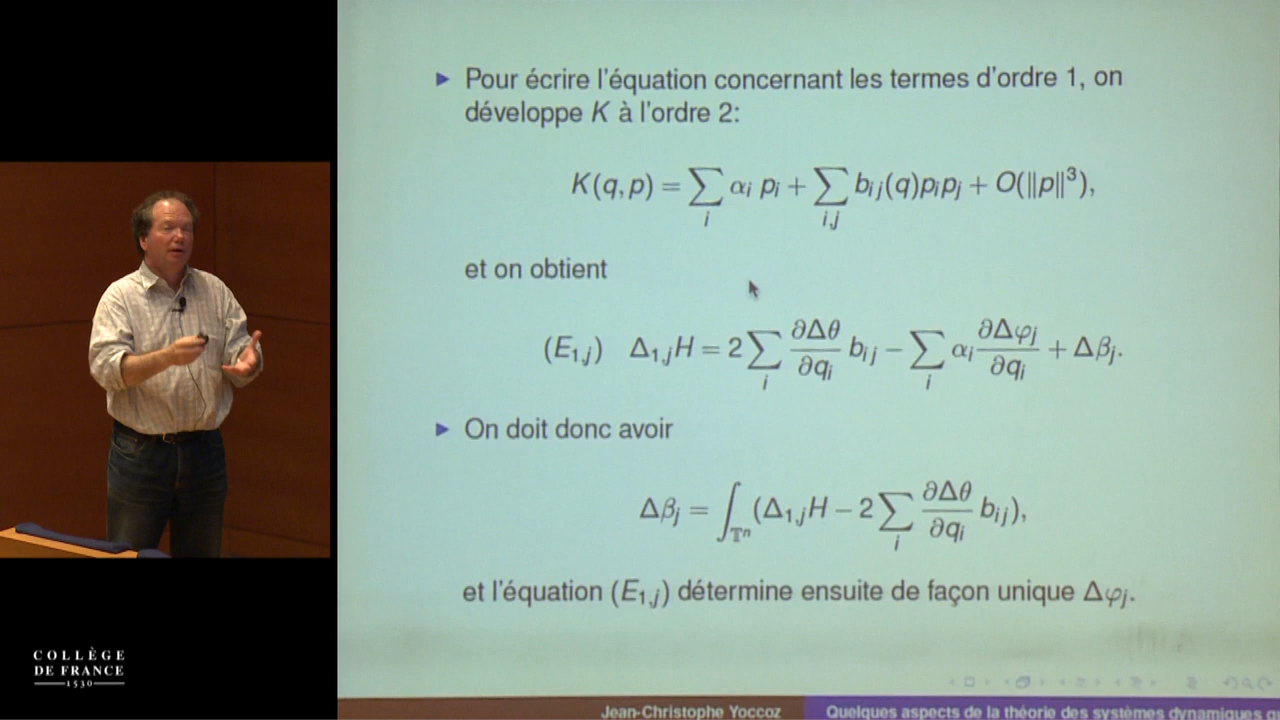 ▶ Pour écrire l'équation concernant les termes d'ordre 1, on
développe K à l'ordre 2:
K(q,p) = ∑_i α_i p_i + ∑_{i,j} b_{ij}(q)p_i p_j + O(‖p‖³),
et on obtient
(E_{1,j}) Δ_{1,j}H = 2∑_i ∂Δθ/∂q_i b_{ij} − ∑_i α_i ∂Δφ_j/∂q_i + Δβ_j.
▶ On doit donc avoir
Δβ_j = ∫_{𝕋ⁿ}(Δ_{1,j}H − 2∑_i ∂Δθ/∂q_i b_{ij}),
et l'équation (E_{1,j}) détermine ensuite de façon unique Δφ_j.
COLLÈGE
DE FRANCE
1530
Jean-Christophe Yoccoz Quelques aspects de la théorie des systèmes dynamiques